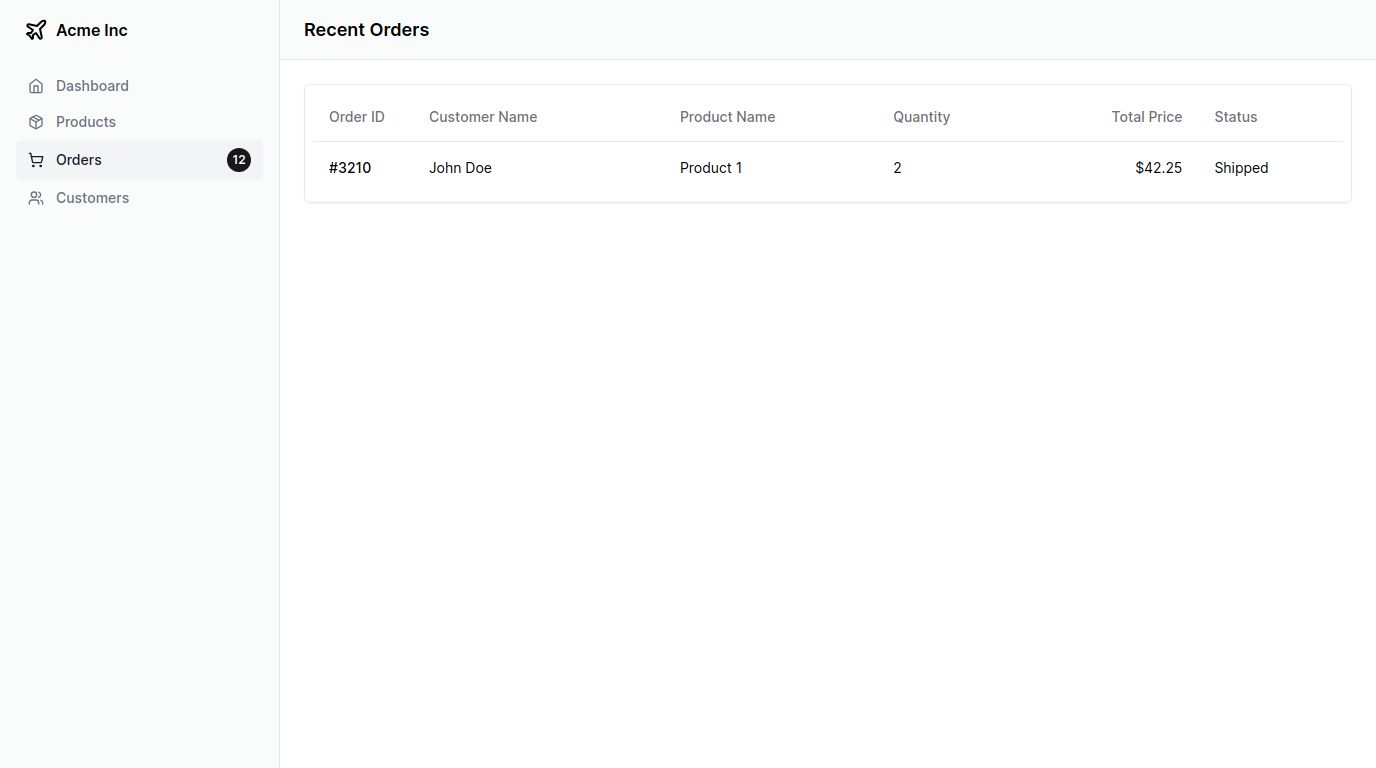 Acme Inc
Dashboard
Products
Orders 12
Customers
Recent Orders
Order ID Customer Name Product Name Quantity Total Price Status
#3210 John Doe Product 1 2 $42.25 Shipped